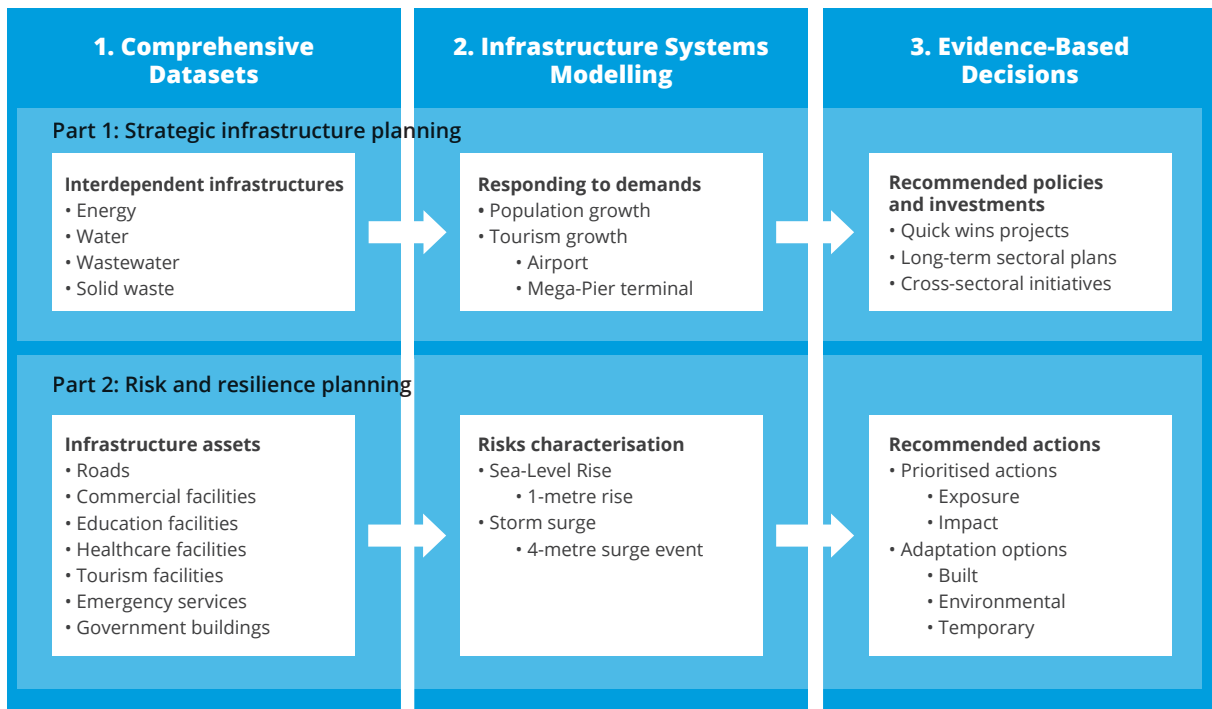 1. Comprehensive
Datasets
2. Infrastructure Systems
Modelling
3. Evidence-Based
Decisions
Part 1: Strategic infrastructure planning
Interdependent infrastructures
• Energy
• Water
• Wastewater
• Solid waste
Responding to demands
• Population growth
• Tourism growth
• Airport
• Mega-Pier terminal
Recommended policies
and investments
• Quick wins projects
• Long-term sectoral plans
• Cross-sectoral initiatives
Part 2: Risk and resilience planning
Infrastructure assets
• Roads
• Commercial facilities
• Education facilities
• Healthcare facilities
• Tourism facilities
• Emergency services
• Government buildings
Risks characterisation
• Sea-Level Rise
• 1-metre rise
• Storm surge
• 4-metre surge event
Recommended actions
• Prioritised actions
• Exposure
• Impact
• Adaptation options
• Built
• Environmental
• Temporary